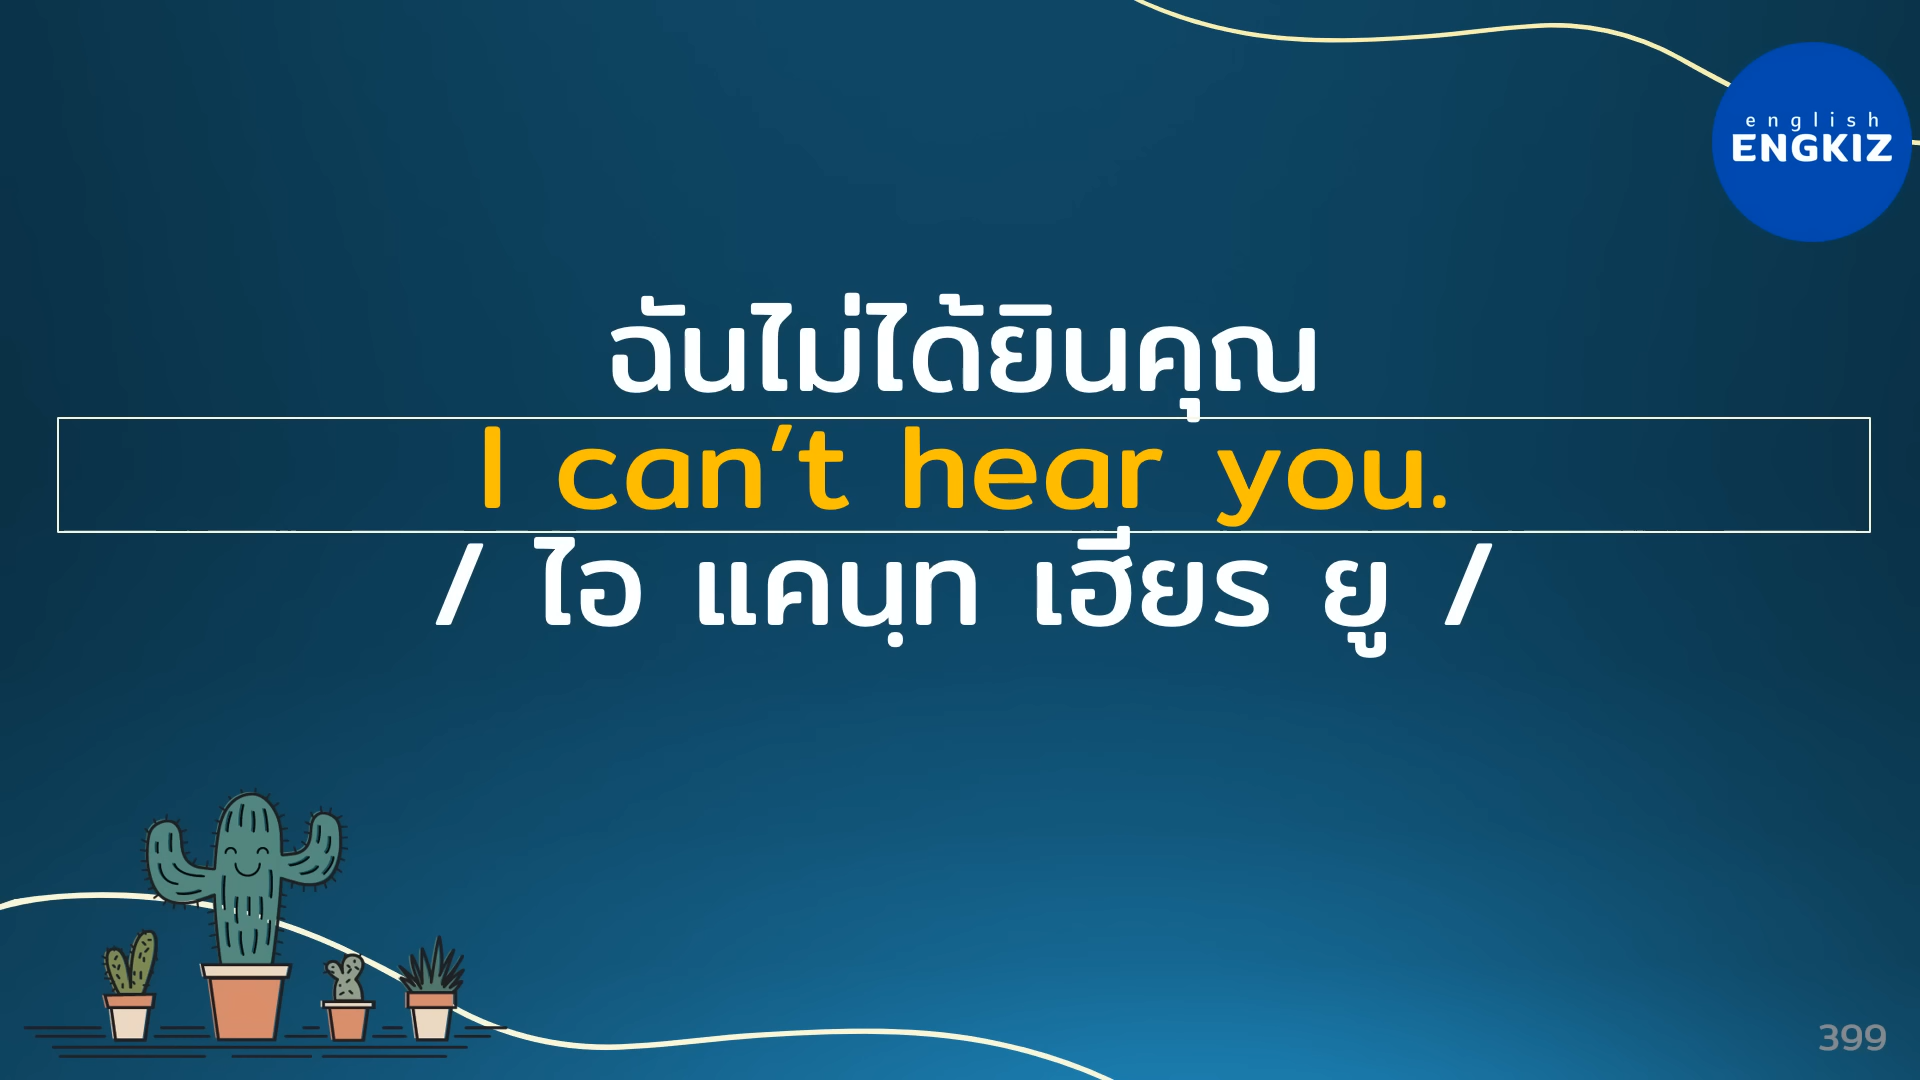 english
ENGKIZ
ฉันไม่ได้ยินคุณ
I can’t hear you.
/ ไอ แคนฺท เฮียร ยู /
399